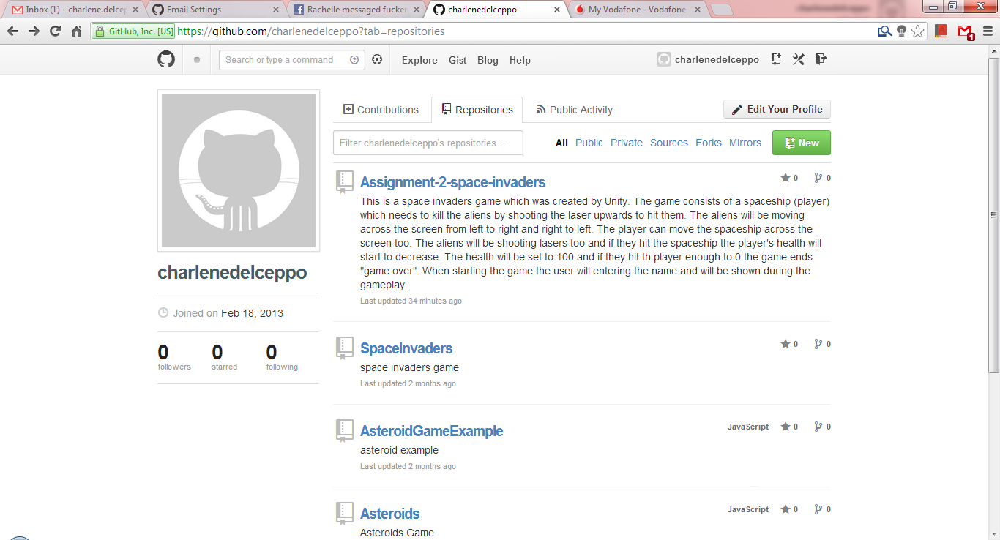 Inbox (1) - charlene.delcep
Email Settings
Rachelle messaged fucker
charlenedelceppo
My Vodafone - Vodafone
GitHub, Inc. [US] https://github.com/charlenedelceppo?tab=repositories
1
Search or type a command
Explore Gist Blog Help
charlenedelceppo
Contributions Repositories Public Activity
Edit Your Profile
Filter charlenedelceppo's repositories...
All Public Private Sources Forks Mirrors
New
charlenedelceppo
Joined on Feb 18, 2013
0 0 0
followers starred following
Assignment-2-space-invaders
0 0
This is a space invaders game which was created by Unity. The game consists of a spaceship (player)
which needs to kill the aliens by shooting the laser upwards to hit them. The aliens will be moving
across the screen from left to right and right to left. The player can move the spaceship across the
screen too. The aliens will be shooting lasers too and if they hit the spaceship the player's health will
start to decrease. The health will be set to 100 and if they hit th player enough to 0 the game ends
"game over". When starting the game the user will entering the name and will be shown during the
gameplay.
Last updated 34 minutes ago
SpaceInvaders
0 0
space invaders game
Last updated 2 months ago
AsteroidGameExample
JavaScript 0 0
asteroid example
Last updated 2 months ago
Asteroids
JavaScript 0 0
Asteroids Game